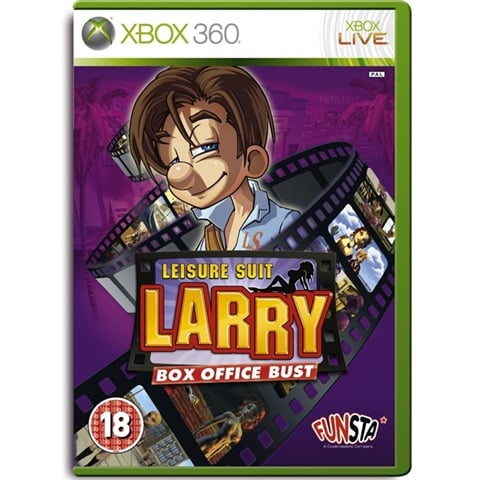 XBOX 360
XBOX
LIVE
PAL
LS
LEISURE SUIT
LARRY
BOX OFFICE BUST
18
FUNSTA
A Codemasters Company